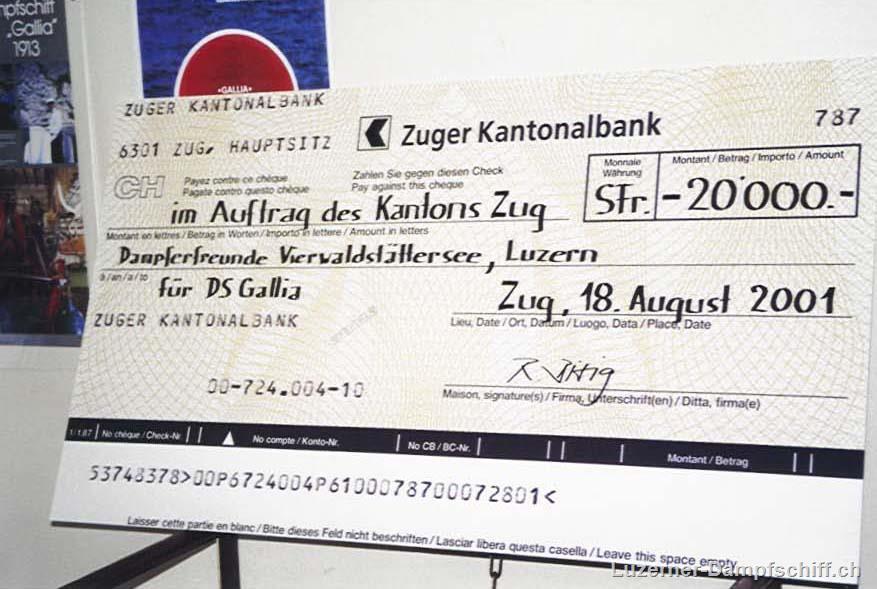 mpfschiff
„Gallia"
1913
•GALLIA•
ZUGER KANTONALBANK
6301 ZUG, HAUPTSITZ
Zuger Kantonalbank
787
CH
Payez contre ce chèque
Pagate contro questo chèque
Zahlen Sie gegen diesen Check
Pay against this cheque
Monnaie
Währung
Montant / Betrag / Importo / Amount
SFr. -20'000.-
im Auftrag des Kantons Zug
Montant en lettres / Betrag in Worten / Importo in lettere / Amount in letters
Dampferfreunde Vierwaldstättersee, Luzern
à / an / a / to
für DS Gallia
Zug, 18. August 2001
ZUGER KANTONALBANK
Lieu, Date / Ort, Datum / Luogo, Data / Place, Date
00-724.004-10
Maison, signature(s) / Firma, Unterschrift(en) / Ditta, firma(e)
1/1.87 No chèque / Check-Nr. No compte / Konto-Nr. No CB / BC-Nr. Montant / Betrag
53748378>00P6724004P6100078700072801<
Laisser cette partie en blanc / Bitte dieses Feld nicht beschriften / Lasciar libera questa casella / Leave this space empty
Luzerner-Dampfschiff.ch